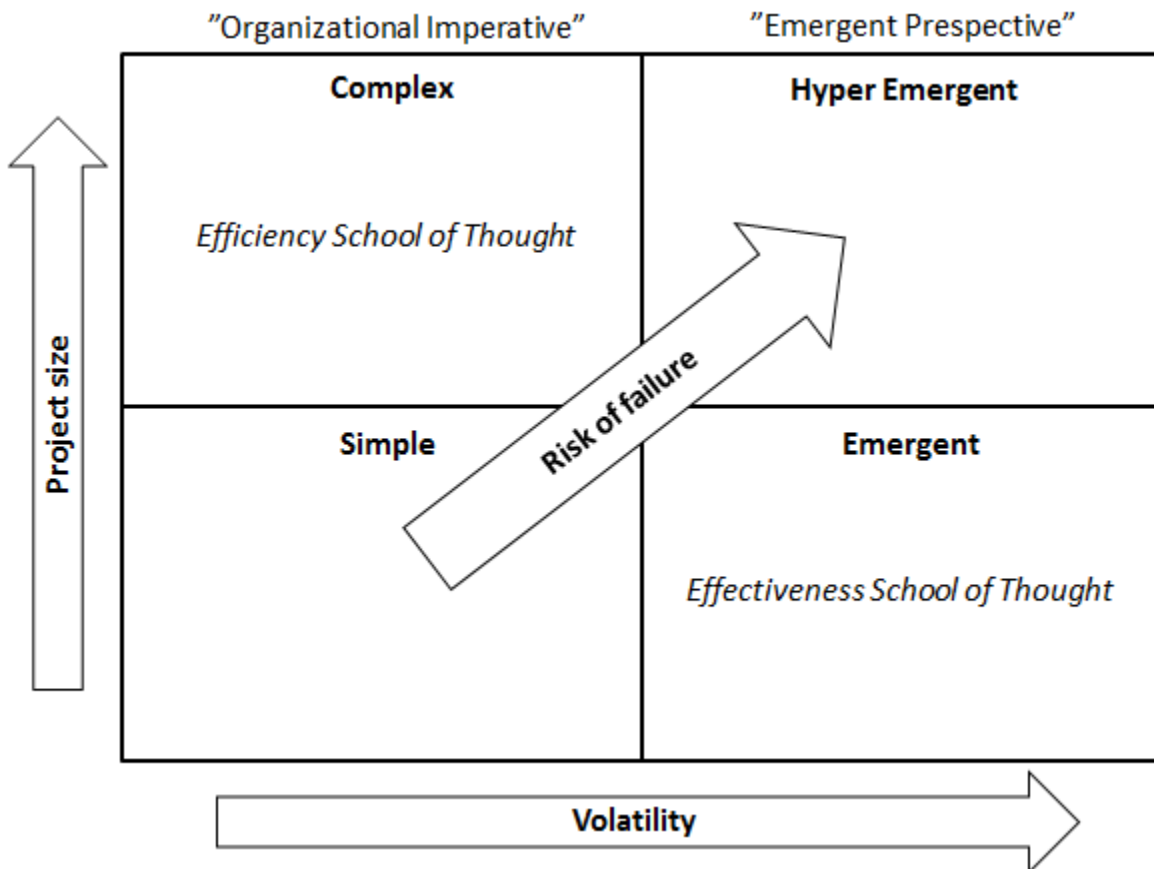 ”Organizational Imperative”
”Emergent Prespective”
Complex
Hyper Emergent
Efficiency School of Thought
Project size
Risk of failure
Simple
Emergent
Effectiveness School of Thought
Volatility